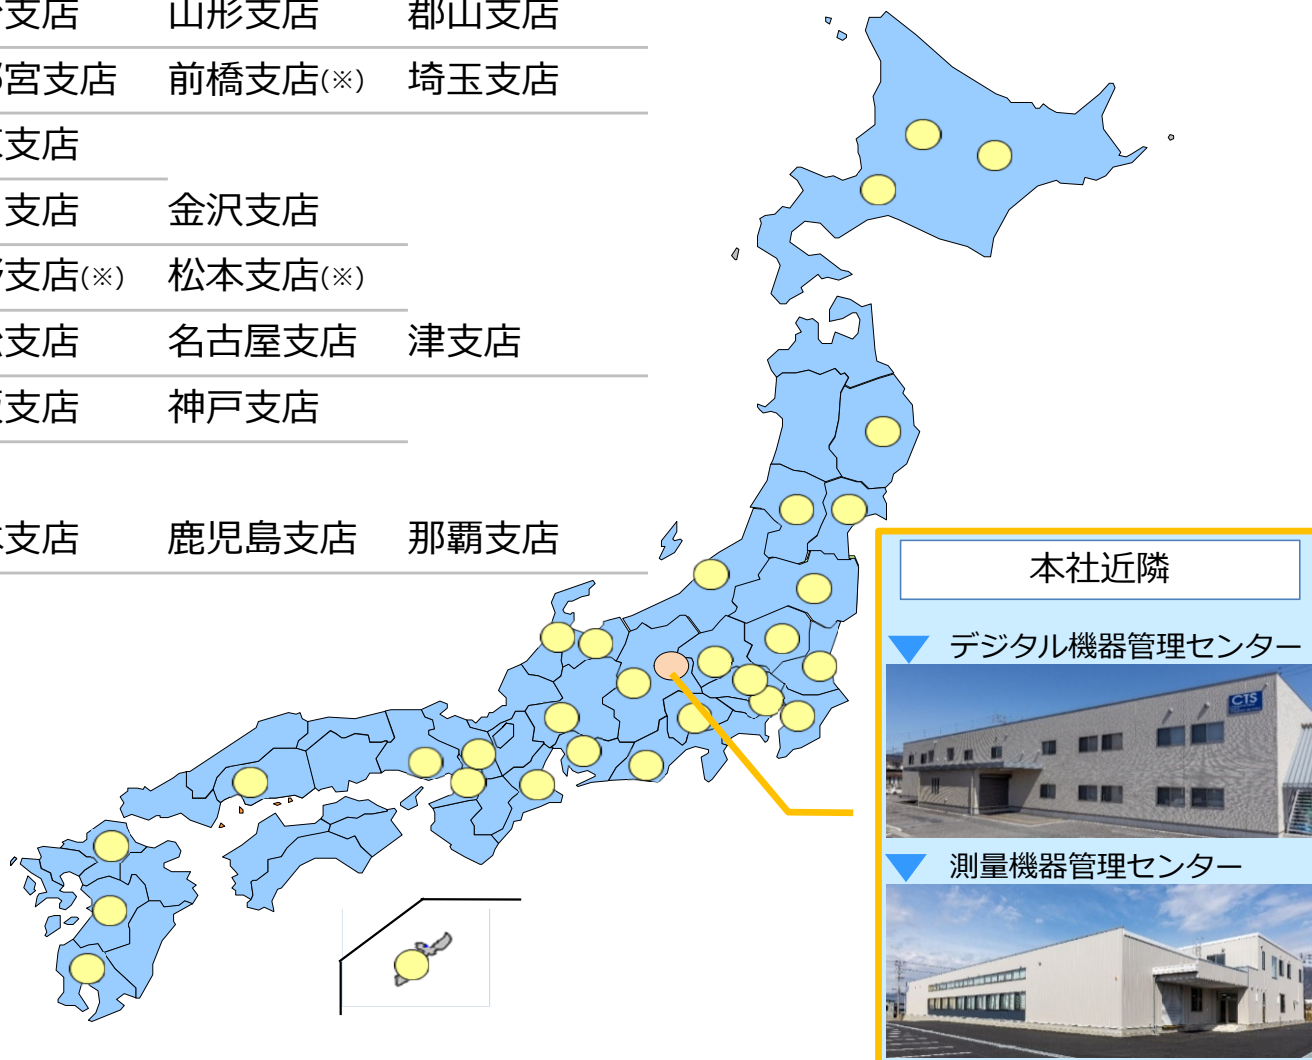 支店 山形支店 郡山支店
宮支店 前橋支店(※) 埼玉支店
支店
支店 金沢支店
支店(※) 松本支店(※)
支店 名古屋支店 津支店
支店 神戸支店
支店 鹿児島支店 那覇支店
本社近隣
デジタル機器管理センター
CTS
測量機器管理センター